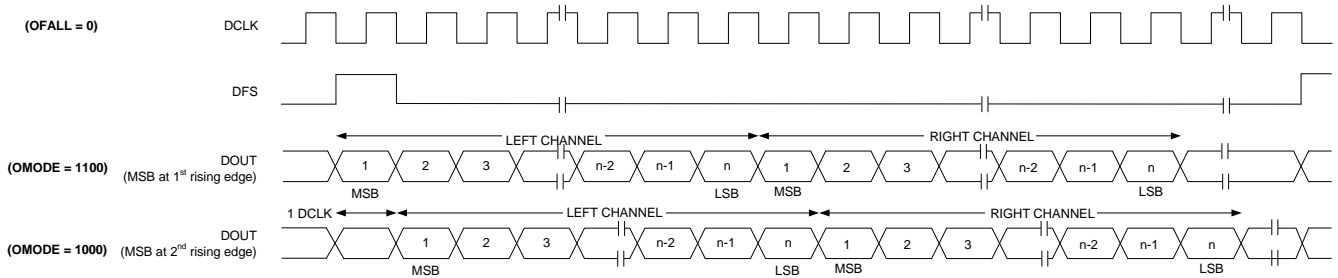 (OFALL = 0) DCLK
DFS
LEFT CHANNEL RIGHT CHANNEL
(OMODE = 1100) DOUT 1 2 3 n-2 n-1 n 1 2 3 n-2 n-1 n
(MSB at 1st rising edge)
MSB LSB MSB LSB
1 DCLK LEFT CHANNEL RIGHT CHANNEL
(OMODE = 1000) DOUT 1 2 3 n-2 n-1 n 1 2 3 n-2 n-1 n
(MSB at 2nd rising edge)
MSB LSB MSB LSB